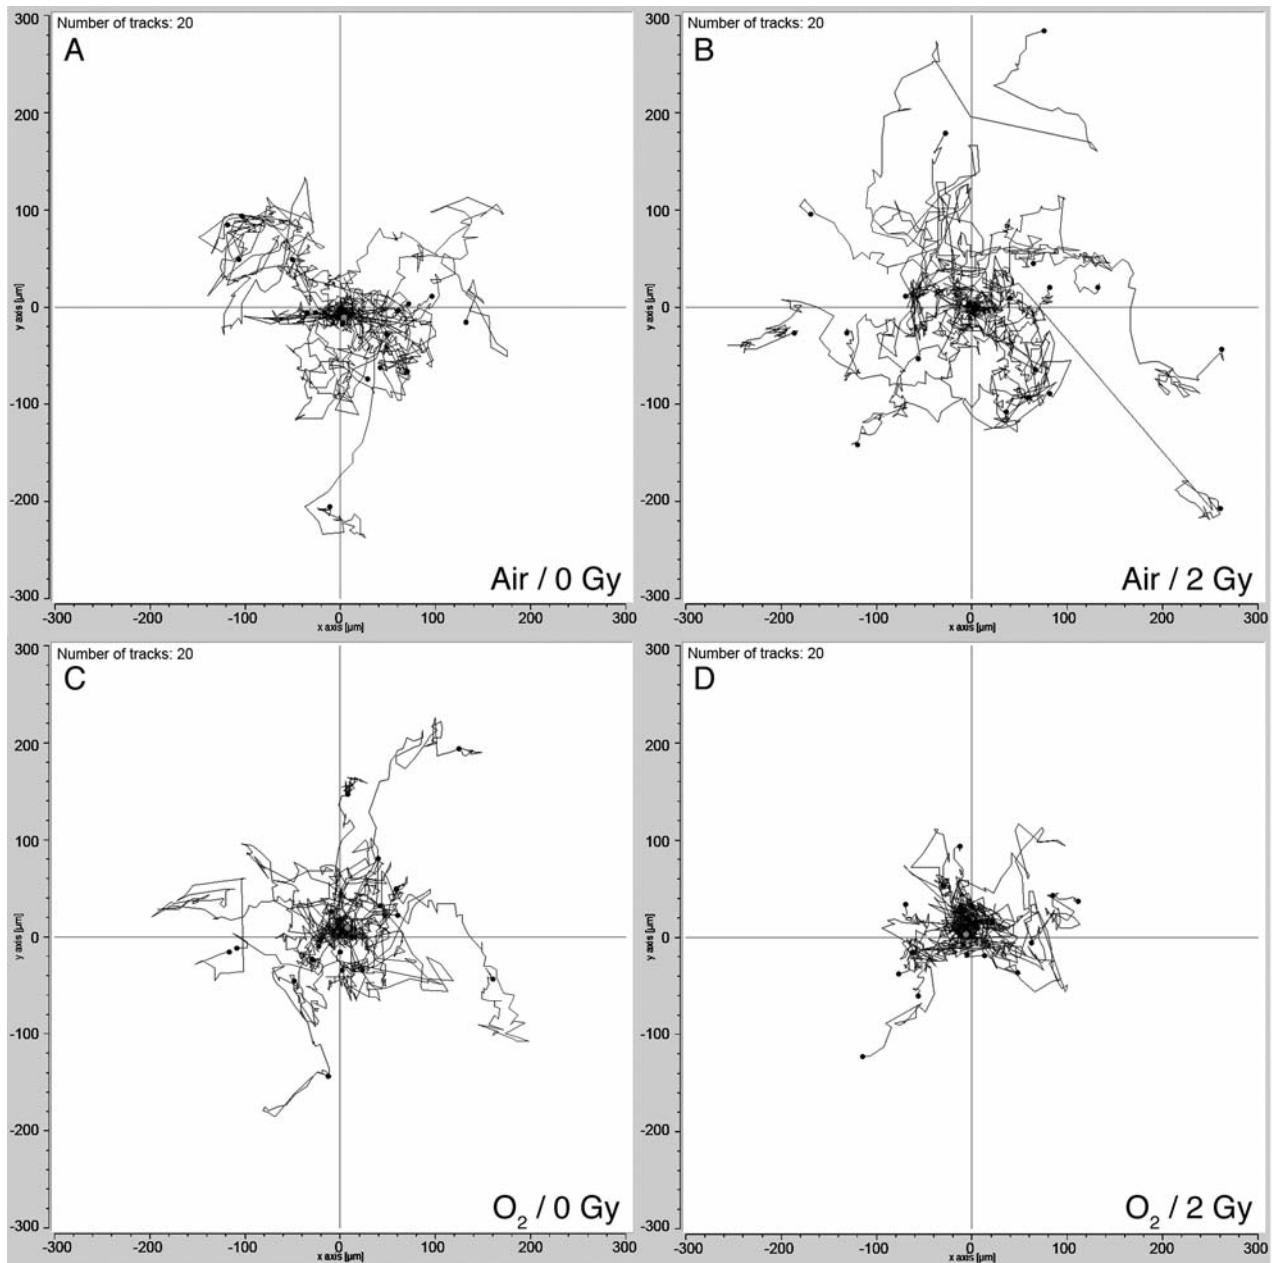 Number of tracks: 20
A
300
200
100
0
-100
-200
-300
y axis [µm]
Air / 0 Gy
-300 -200 -100 0 100 200 300
x axis [µm]
Number of tracks: 20
B
300
200
100
0
-100
-200
-300
y axis [µm]
Air / 2 Gy
-300 -200 -100 0 100 200 300
x axis [µm]
Number of tracks: 20
C
300
200
100
0
-100
-200
-300
y axis [µm]
O₂ / 0 Gy
-300 -200 -100 0 100 200 300
x axis [µm]
Number of tracks: 20
D
300
200
100
0
-100
-200
-300
y axis [µm]
O₂ / 2 Gy
-300 -200 -100 0 100 200 300
x axis [µm]